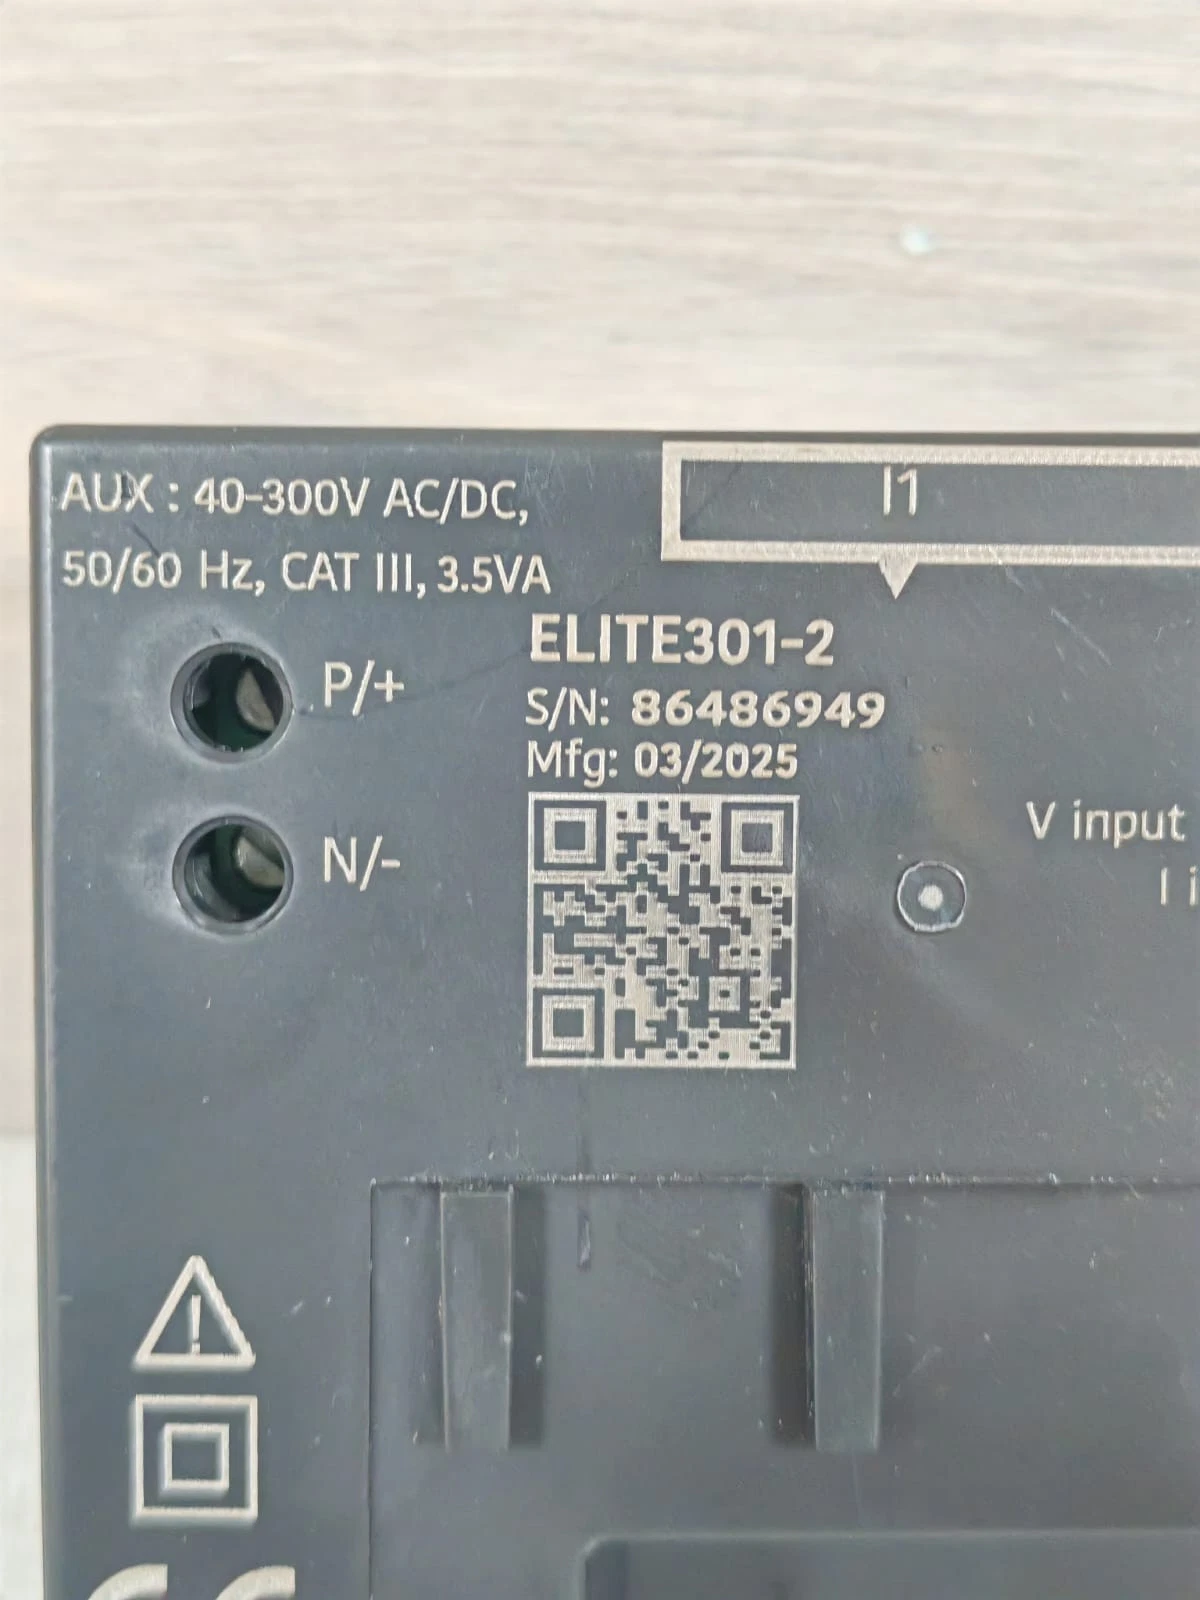 AUX : 40-300V AC/DC,
50/60 Hz, CAT III, 3.5VA
I1
P/+
N/-
ELITE301-2
S/N: 86486949
Mfg: 03/2025
V input
I i
CE